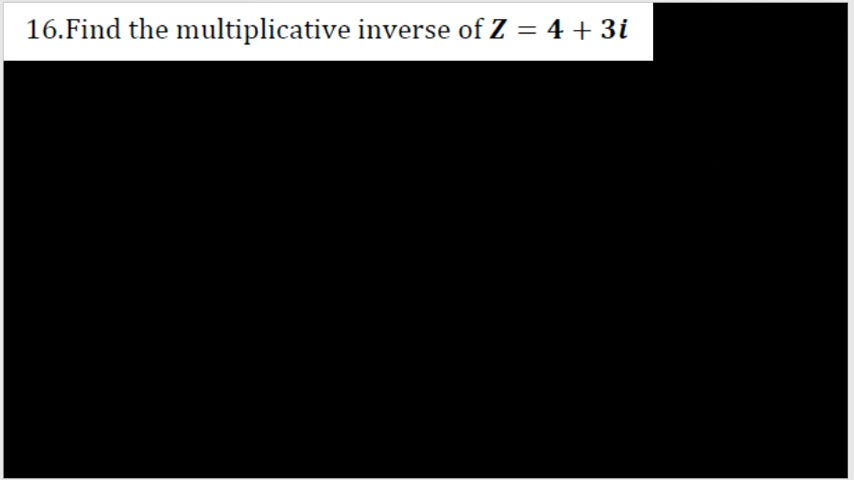 16.Find the multiplicative inverse of Z = 4 + 3i